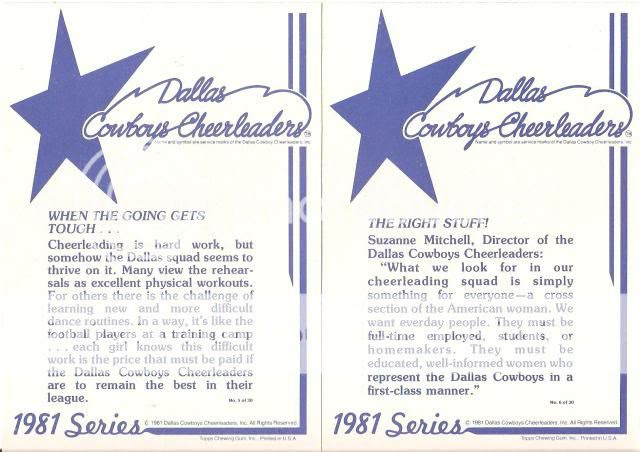 Dallas
Cowboys Cheerleaders TM
Name and symbol are service marks of the Dallas Cowboys Cheerleaders, Inc.
WHEN THE GOING GETS
TOUCH . . .
Cheerleading is hard work, but
somehow the Dallas squad seems to
thrive on it. Many view the rehear-
sals as excellent physical workouts.
For others there is the challenge of
learning new and more difficult
dance routines. In a way, it's like the
football players at a training camp
. . . each girl knows this difficult
work is the price that must be paid if
the Dallas Cowboys Cheerleaders
are to remain the best in their
league.
No. 5 of 30
1981 Series
© 1981 Dallas Cowboys Cheerleaders, Inc. All Rights Reserved.
Topps Chewing Gum, Inc. Printed in U.S.A.
Dallas
Cowboys Cheerleaders TM
Name and symbol are service marks of the Dallas Cowboys Cheerleaders, Inc.
THE RIGHT STUFF!
Suzanne Mitchell, Director of the
Dallas Cowboys Cheerleaders:
"What we look for in our
cheerleading squad is simply
something for everyone—a cross
section of the American woman. We
want everday people. They must be
full-time employed, students, or
homemakers. They must be
educated, well-informed women who
represent the Dallas Cowboys in a
first-class manner."
No. 6 of 30
1981 Series
© 1981 Dallas Cowboys Cheerleaders, Inc. All Rights Reserved.
Topps Chewing Gum, Inc. Printed in U.S.A.